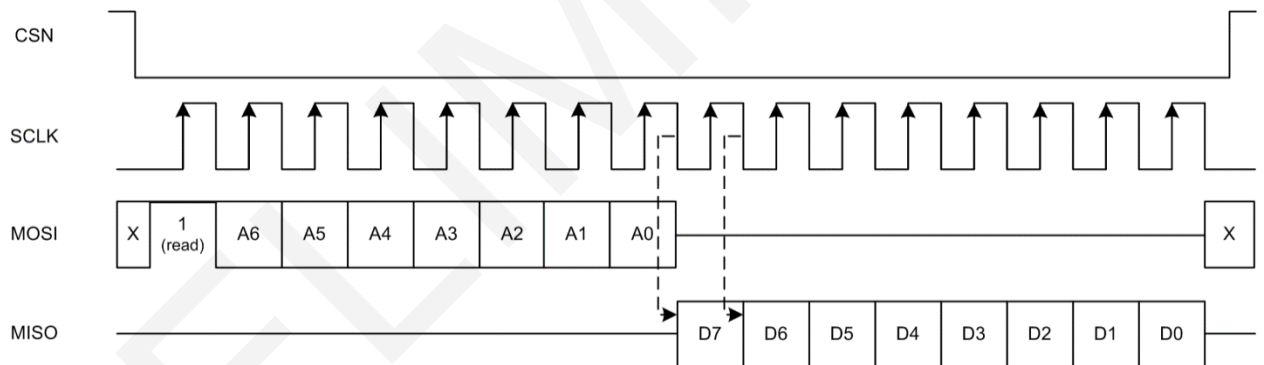 CSN
SCLK
MOSI X 1 (read) A6 A5 A4 A3 A2 A1 A0 X
MISO D7 D6 D5 D4 D3 D2 D1 D0